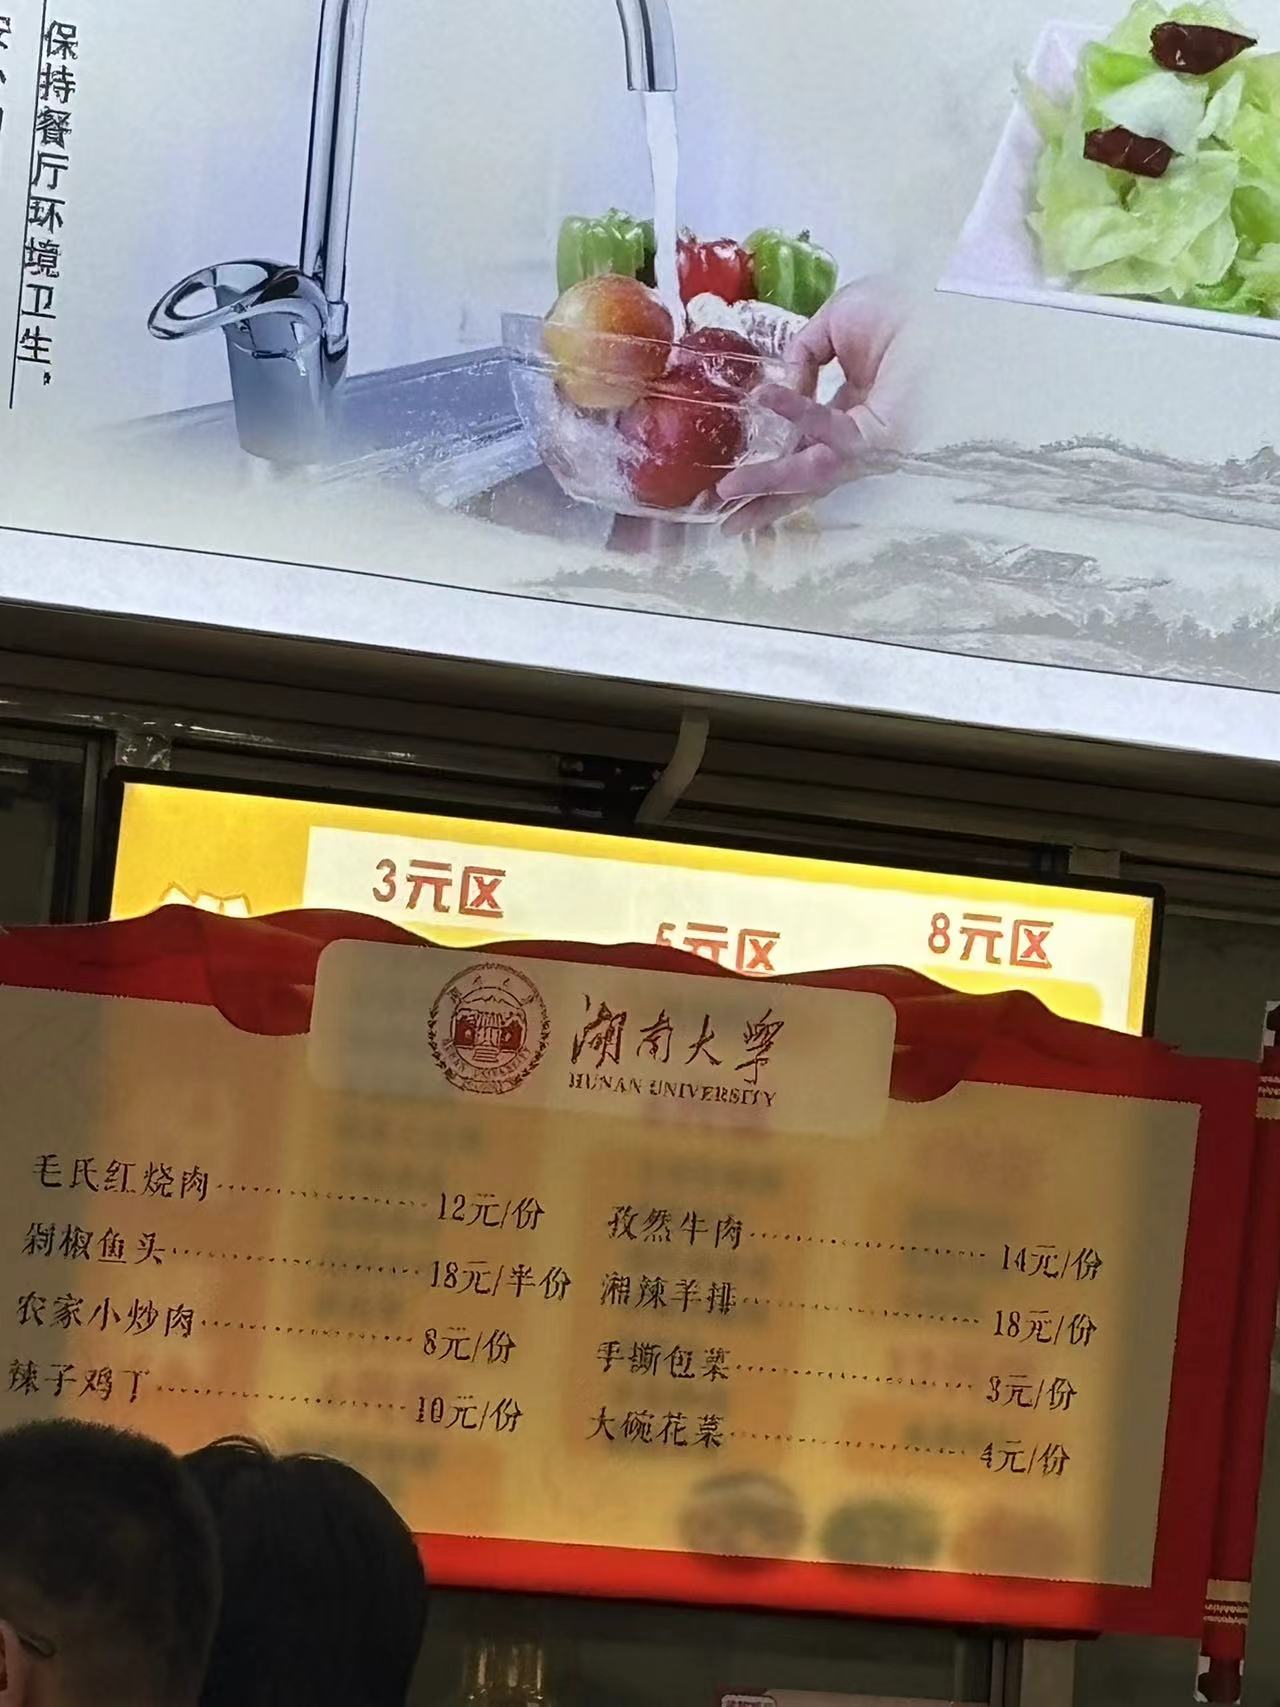 保持餐厅环境卫生。
3元区
元区
8元区
湖南大学
HUNAN UNIVERSITY
毛氏红烧肉 12元/份
剁椒鱼头 18元/半份
农家小炒肉 8元/份
辣子鸡丁 10元/份
孜然牛肉 14元/份
湘辣羊排 18元/份
手撕包菜 3元/份
大碗花菜 4元/份